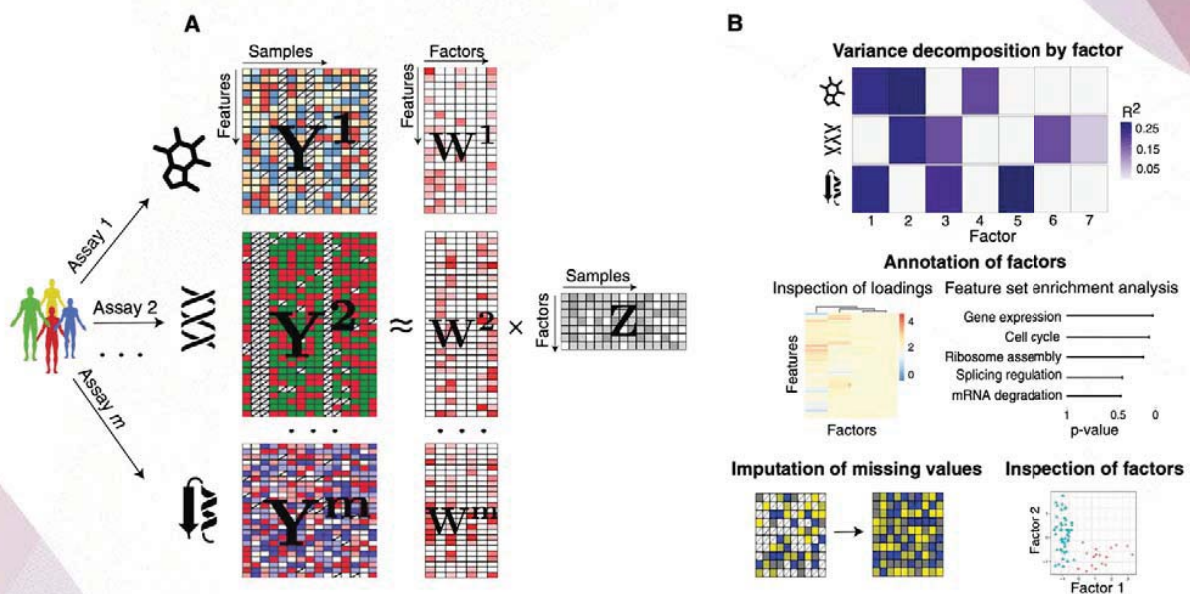 A
Samples
Features
Y1
Factors
Features
W1
Assay 1
Assay 2
. . .
Assay m
Y2
≈
W2
×
Samples
Factors
Z
. . .
. . .
Ym
Wm
B
Variance decomposition by factor
R2
0.25
0.15
0.05
1 2 3 4 5 6 7
Factor
Annotation of factors
Inspection of loadings
Features
4
2
0
Factors
Feature set enrichment analysis
Gene expression
Cell cycle
Ribosome assembly
Splicing regulation
mRNA degradation
1 0.5 0
p-value
Imputation of missing values
Inspection of factors
Factor 2
Factor 1